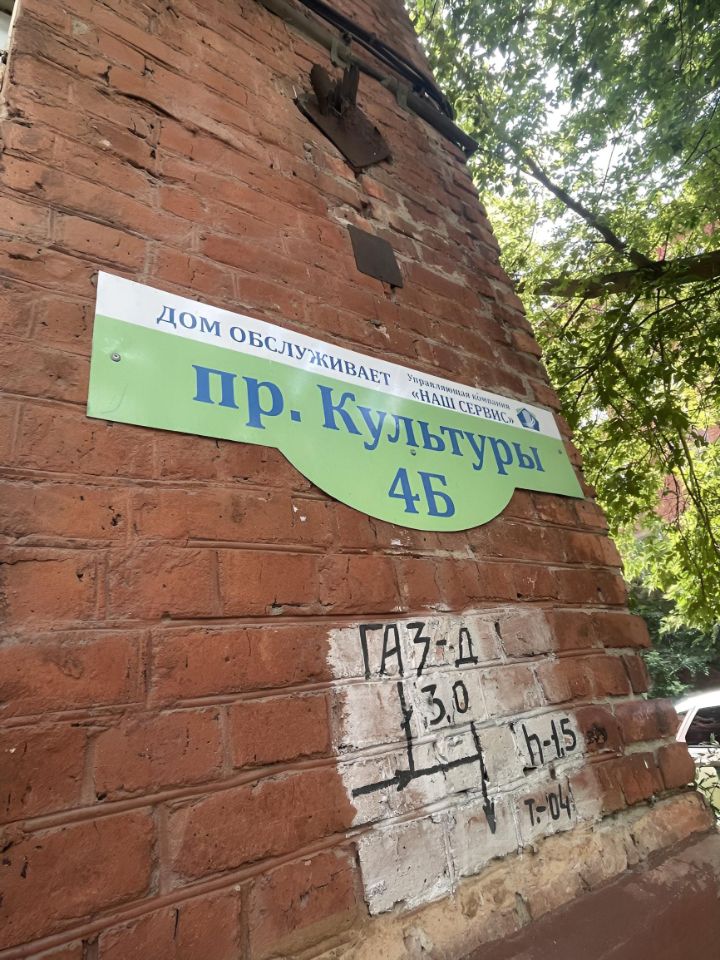 ДОМ ОБСЛУЖИВАЕТ
Управляющая компания
«НАШ СЕРВИС»
пр. Культуры
4Б
ГАЗ-Д
3,0
h-1,5
т.-04